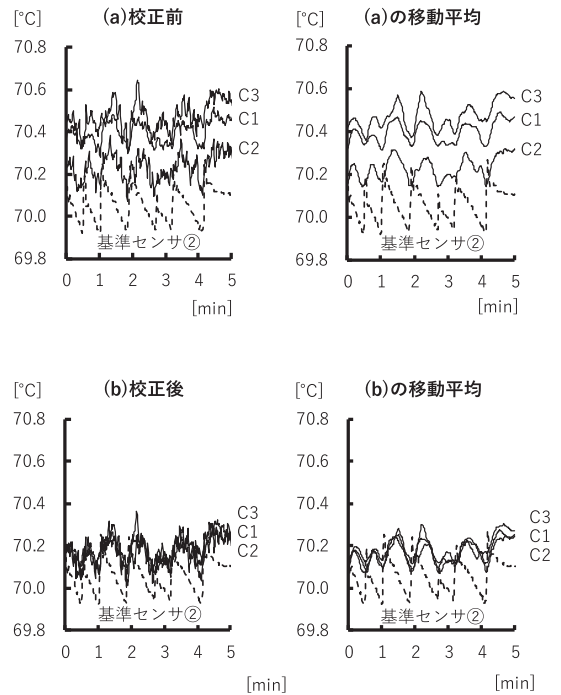 [°C] (a)校正前
70.8
70.6
70.4
70.2
70.0
69.8
C3
C1
C2
基準センサ②
0 1 2 3 4 5
[min]
[°C] (a)の移動平均
70.8
70.6
70.4
70.2
70.0
69.8
C3
C1
C2
基準センサ②
0 1 2 3 4 5
[min]
[°C] (b)校正後
70.8
70.6
70.4
70.2
70.0
69.8
C3
C1
C2
基準センサ②
0 1 2 3 4 5
[min]
[°C] (b)の移動平均
70.8
70.6
70.4
70.2
70.0
69.8
C3
C1
C2
基準センサ②
0 1 2 3 4 5
[min]